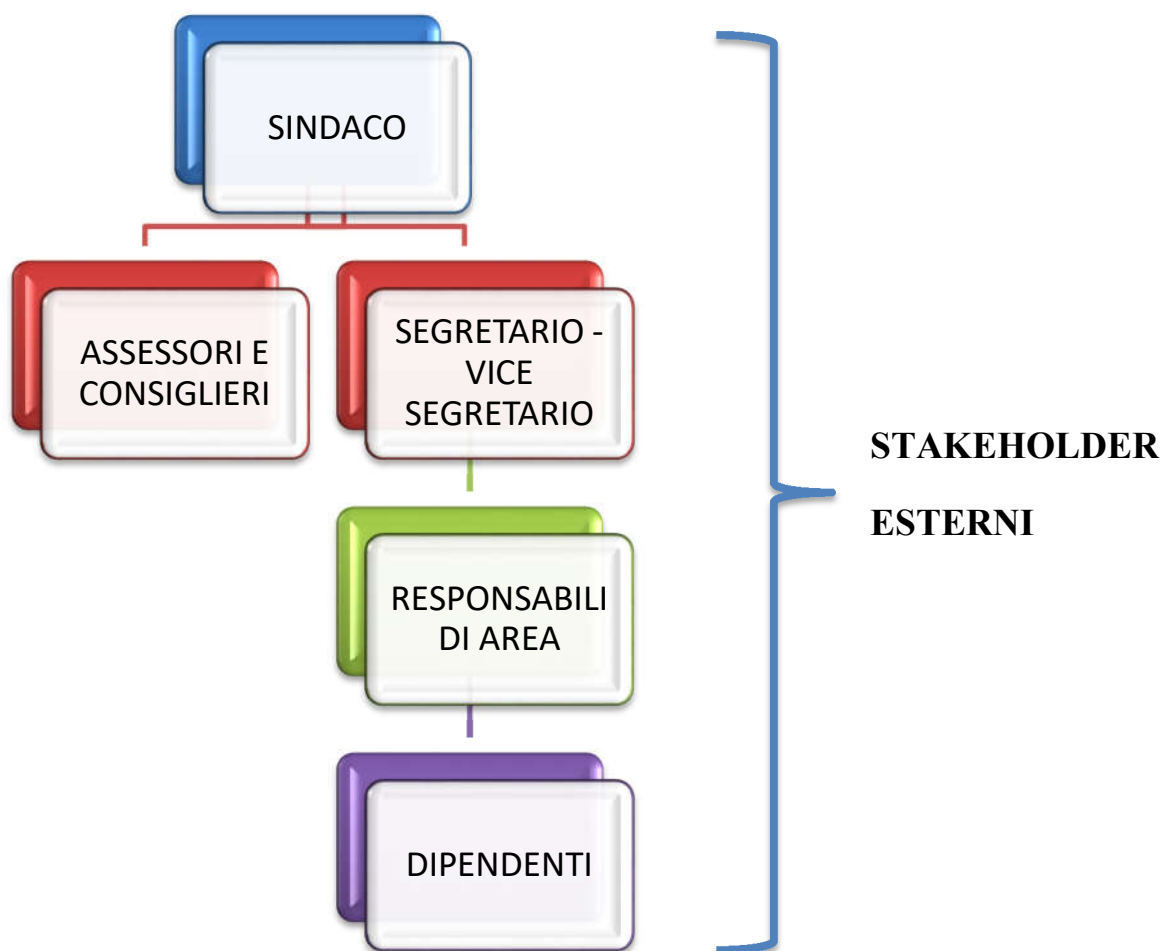 SINDACO
ASSESSORI E
CONSIGLIERI
SEGRETARIO -
VICE
SEGRETARIO
RESPONSABILI
DI AREA
DIPENDENTI
STAKEHOLDER
ESTERNI